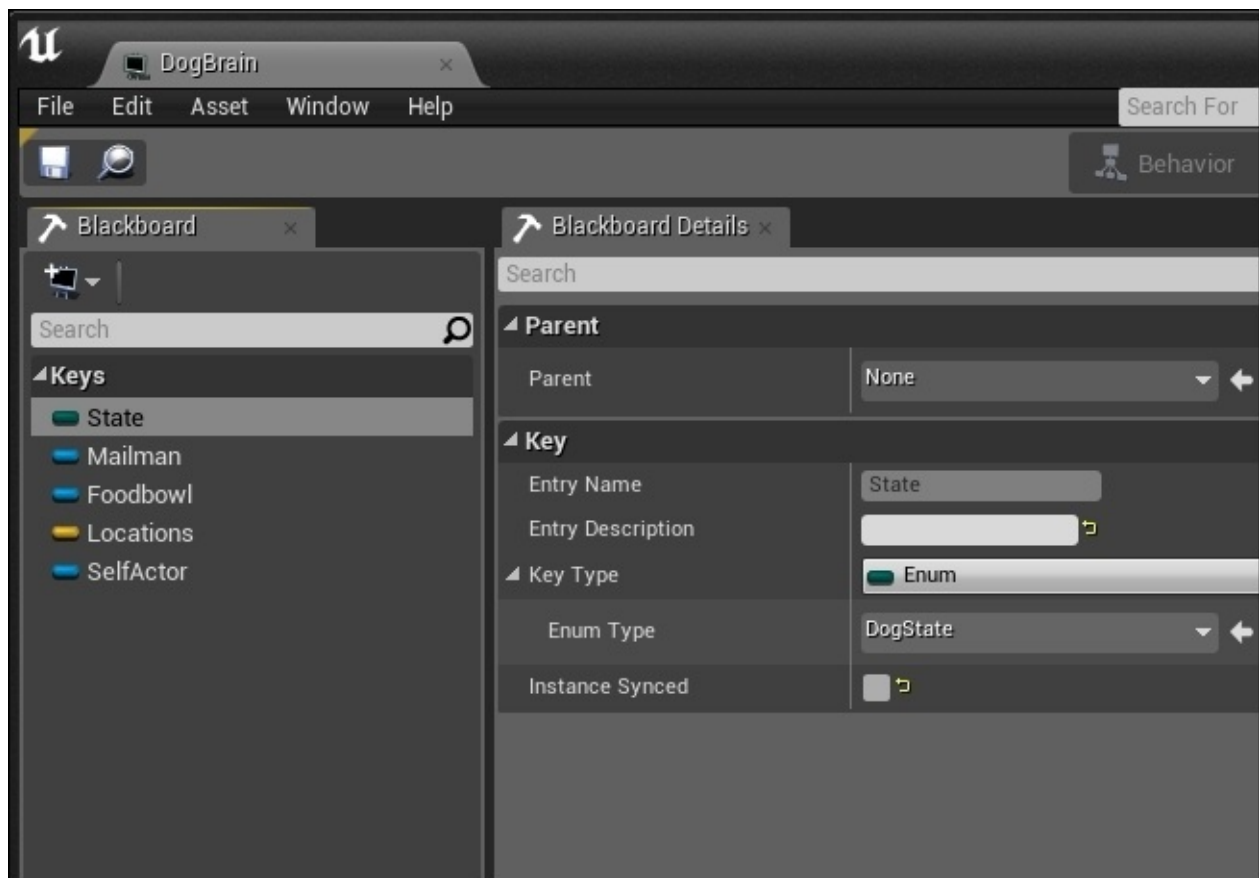 DogBrain
File Edit Asset Window Help
Search For
Behavior
Blackboard
Blackboard Details
Search
Search
Parent
Keys
Parent
None
State
Key
Mailman
Entry Name
State
Foodbowl
Entry Description
Locations
Key Type
Enum
SelfActor
Enum Type
DogState
Instance Synced